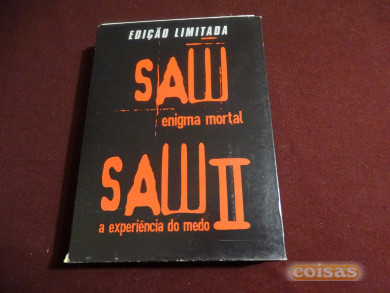 EDIÇÃO LIMITADA
SAW
enigma mortal
SAW II
a experiência do medo
coisas